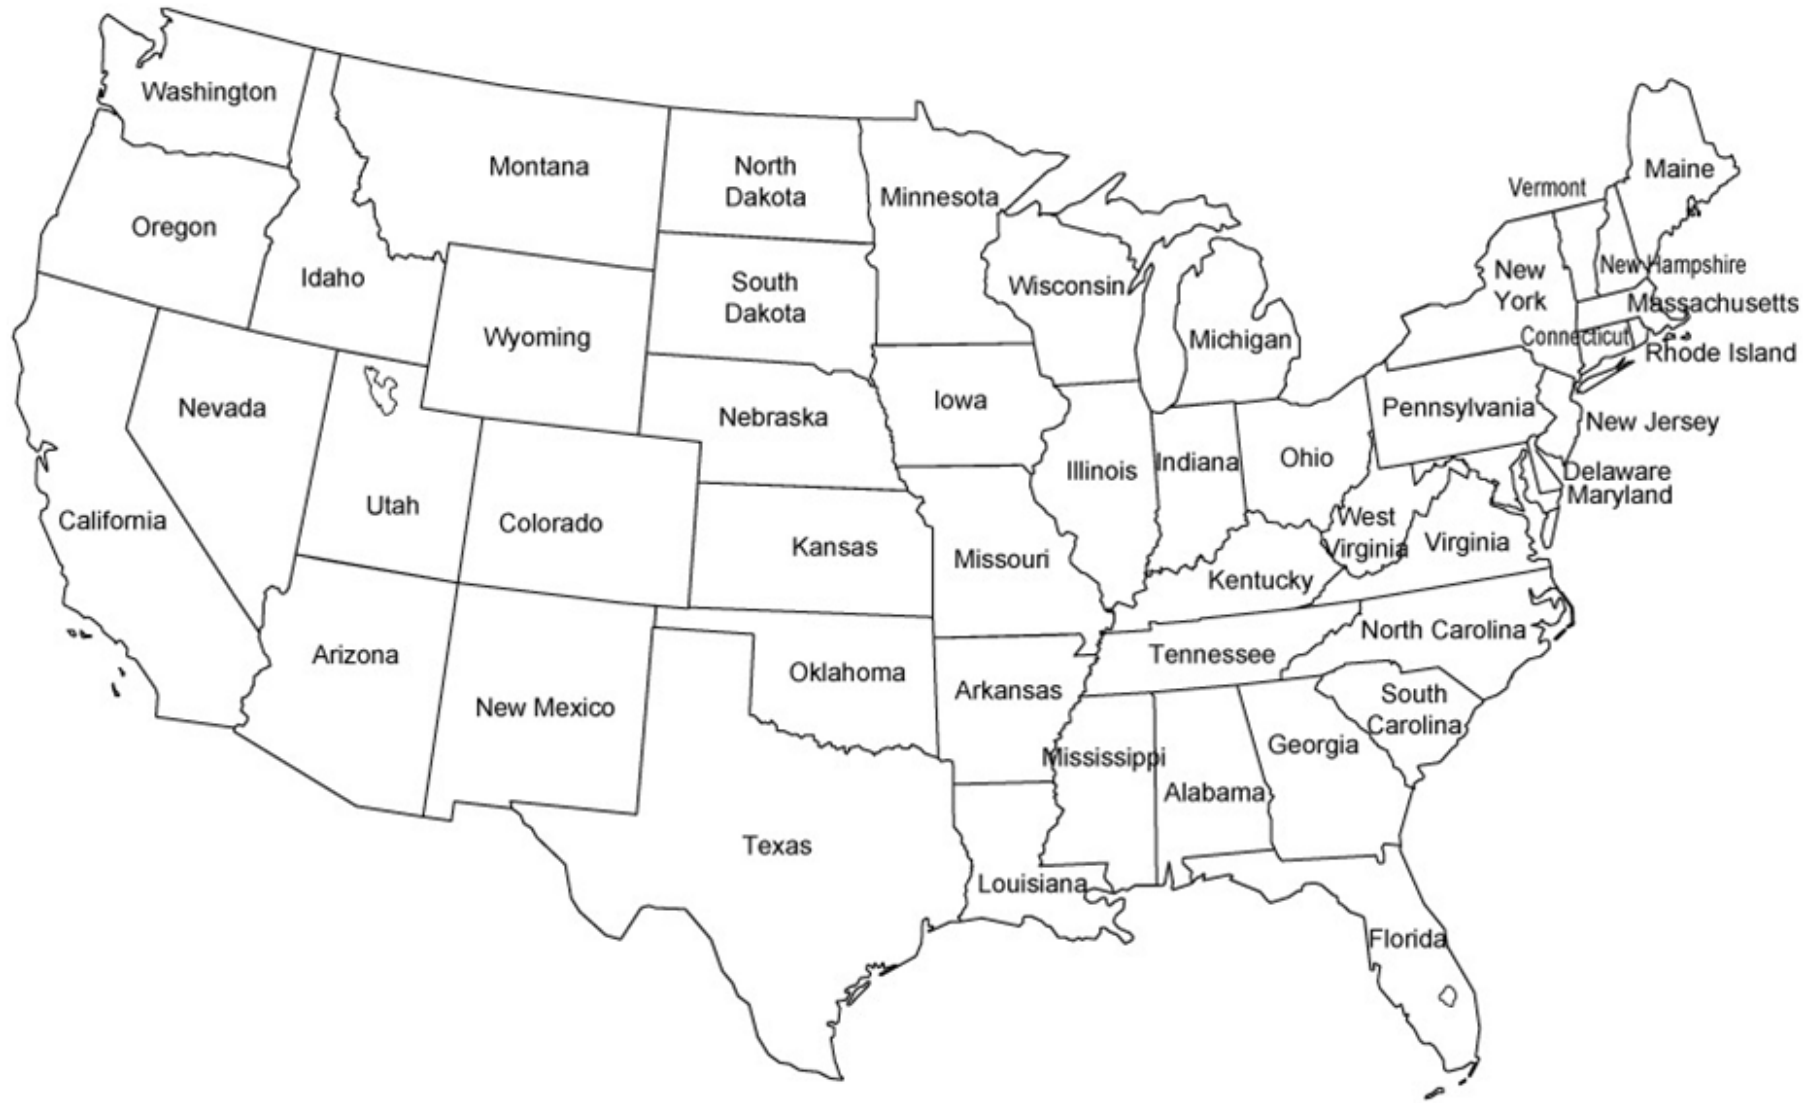 Washington
Montana
North
Dakota
Minnesota
Maine
Vermont
Oregon
Idaho
South
Dakota
Wisconsin
New
York
New Hampshire
Massachusetts
Wyoming
Michigan
Connecticut
Rhode Island
Nevada
Nebraska
Iowa
Pennsylvania
New Jersey
Illinois
Indiana
Ohio
Delaware
Maryland
California
Utah
Colorado
Kansas
Missouri
West
Virginia
Virginia
Kentucky
Arizona
New Mexico
Oklahoma
Arkansas
Tennessee
North Carolina
South
Carolina
Mississippi
Alabama
Georgia
Texas
Louisiana
Florida